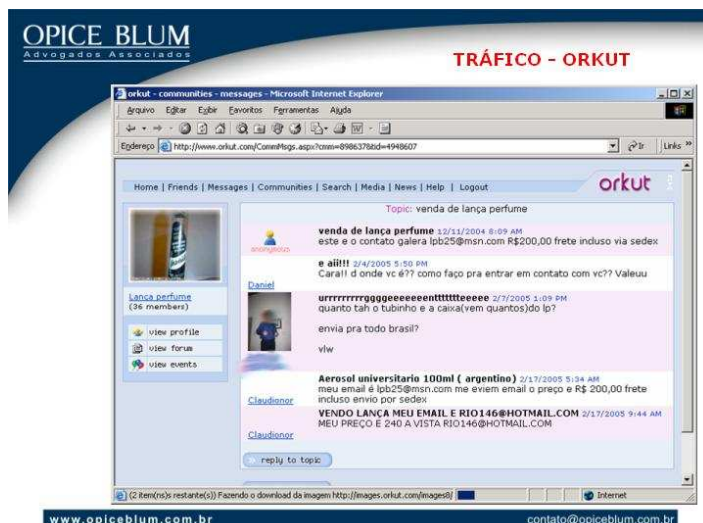 OPICE BLUM
Advogados Associados
TRÁFICO - ORKUT
orkut - communities - messages - Microsoft Internet Explorer
Arquivo Editar Exibir Favoritos Ferramentas Ajuda
Endereço http://www.orkut.com/CommMsgs.aspx?cmm=898637&tid=4948607 Ir Links »
Home | Friends | Messages | Communities | Search | Media | News | Help | Logout
orkut
Lanca perfume
(36 members)
view profile
view forum
view events
Topic: venda de lança perfume
anonymous
venda de lança perfume 12/11/2004 8:09 AM
este e o contato galera lpb25@msn.com R$200,00 frete incluso via sedex
e aii!!! 2/4/2005 5:50 PM
Cara!! d onde vc é?? como faço pra entrar em contato com vc?? Valeuu
Daniel
urrrrrrrrggggeeeeeeentttttttteeeee 2/7/2005 1:09 PM
quanto tah o tubinho e a caixa(vem quantos)do lp?
envia pra todo brasil?
vlw
Aerosol universitario 100ml ( argentino) 2/17/2005 5:34 AM
meu email é lpb25@msn.com me eviem email o preço e R$ 200,00 frete
incluso envio por sedex
Claudionor
VENDO LANÇA MEU EMAIL E RIO146@HOTMAIL.COM 2/17/2005 9:44 AM
MEU PREÇO E 240 A VISTA RIO146@HOTMAIL.COM
Claudionor
reply to topic
(2 item(ns) restante(s)) Fazendo o download da imagem http://images.orkut.com/images8/ Internet
www.opiceblum.com.br
contato@opiceblum.com.br